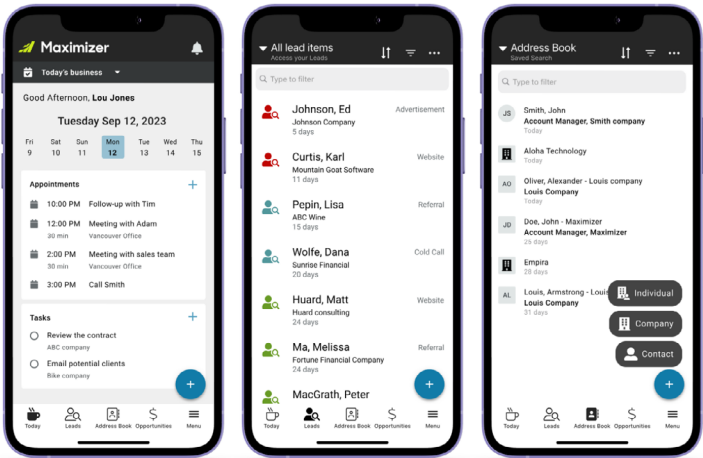 Maximizer
Today's business
Good Afternoon, Lou Jones
Tuesday Sep 12, 2023
Fri Sat Sun Mon Tue Wed Thu
9 10 11 12 13 14 15
Appointments
10:00 PM Follow-up with Tim
12:00 PM Meeting with Adam
30 min Vancouver Office
2:00 PM Meeting with sales team
30 min Vancouver Office
3:00 PM Call Smith
Tasks
Review the contract
ABC company
Email potential clients
Bike company
Today Leads Address Book Opportunities Menu
All lead items
Access your Leads
Type to filter
Johnson, Ed Advertisement
Johnson Company
5 days
Curtis, Karl Website
Mountain Goat Software
11 days
Pepin, Lisa Referral
ABC Wine
15 days
Wolfe, Dana Cold Call
Sunrise Financial
20 days
Huard, Matt Website
Huard consulting
24 days
Ma, Melissa Referral
Fortune Financial Company
24 days
MacGrath, Peter
Today Leads Address Book Opportunities Menu
Address Book
Saved Search
Type to filter
JS Smith, John
Account Manager, Smith company
Today
Aloha Technology
Today
AO Oliver, Alexander - Louis company
Louis Company
Today
JD Doe, John - Maximizer
Account Manager, Maximizer
25 days
Empira
28 days
AL Louis, Armstrong - Louis
Louis Company
31 days
Individual
Company
Contact
Today Leads Address Book Opportunities Menu